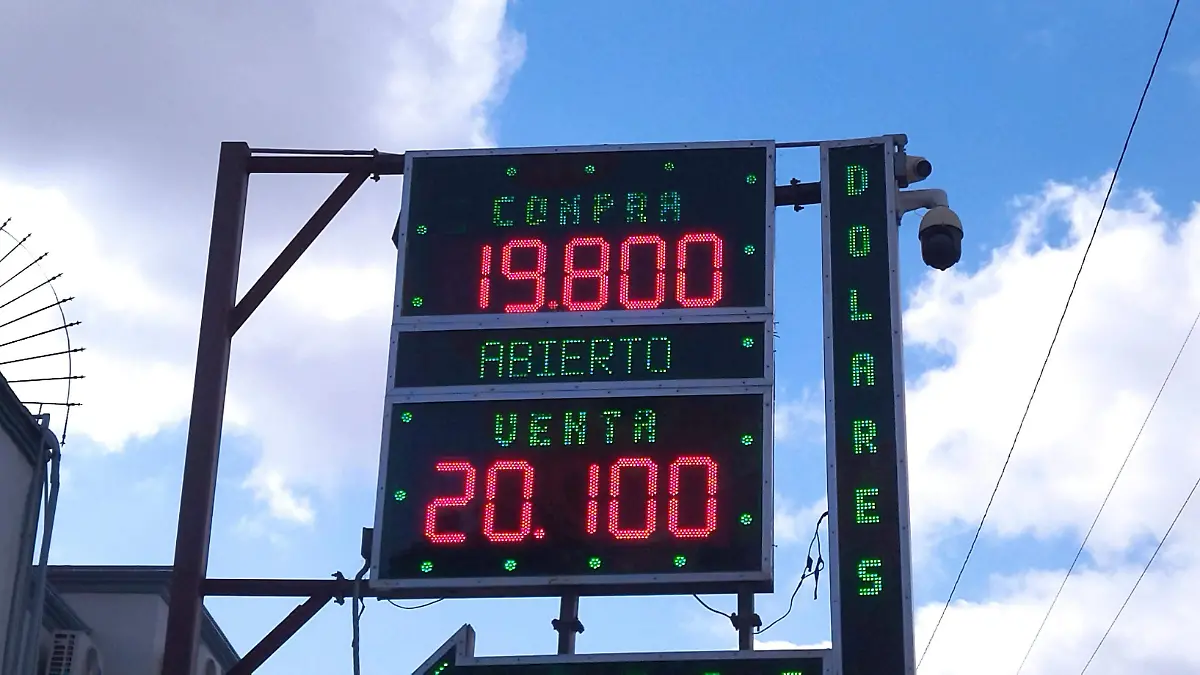 COMPRA
19.800
ABIERTO
VENTA
20.100
DOLARES